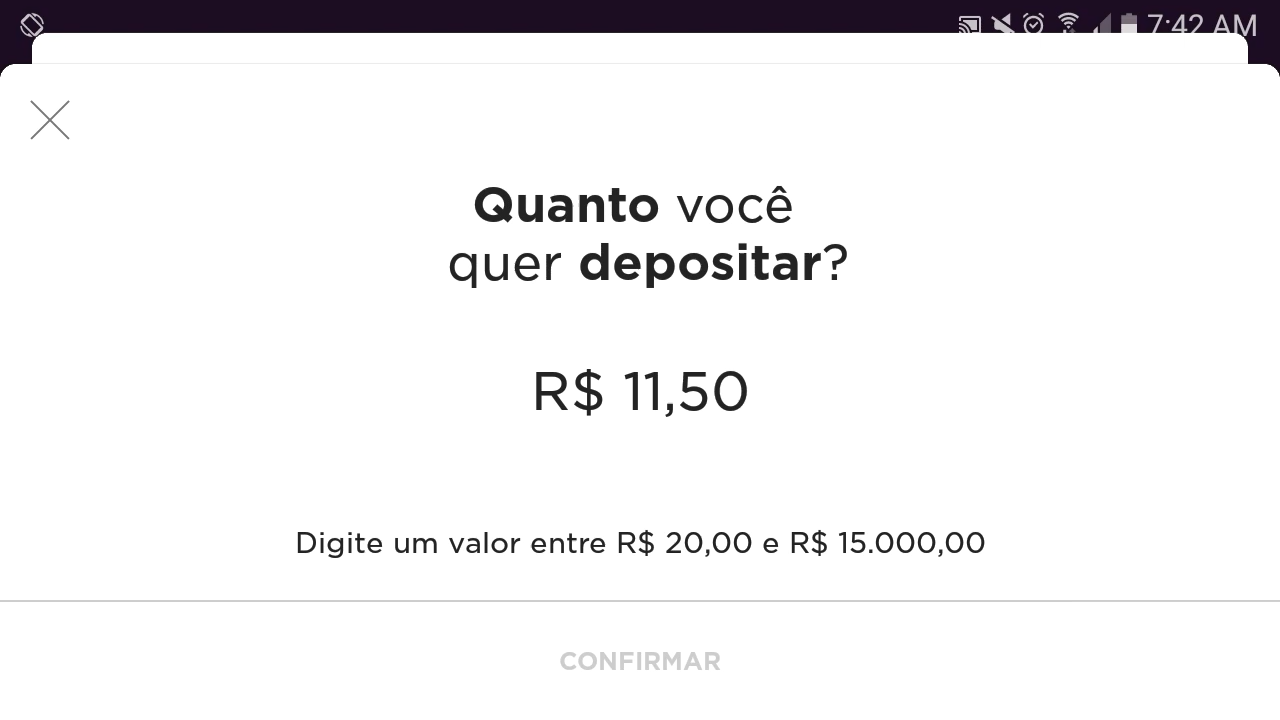 7:42 AM
Quanto você
quer depositar?
R$ 11,50
Digite um valor entre R$ 20,00 e R$ 15.000,00
CONFIRMAR